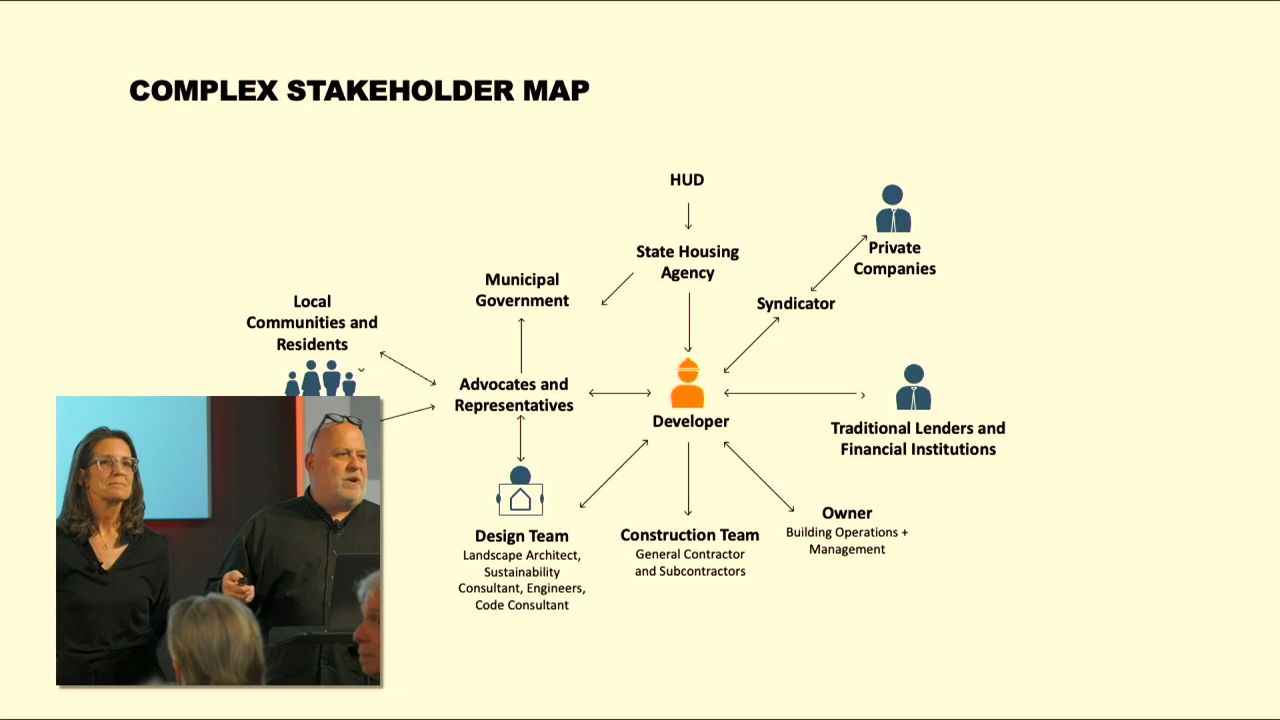 COMPLEX STAKEHOLDER MAP
HUD
State Housing
Agency
Private
Companies
Municipal
Government
Syndicator
Local
Communities and
Residents
Advocates and
Representatives
Developer
Traditional Lenders and
Financial Institutions
Design Team
Landscape Architect,
Sustainability
Consultant, Engineers,
Code Consultant
Construction Team
General Contractor
and Subcontractors
Owner
Building Operations +
Management